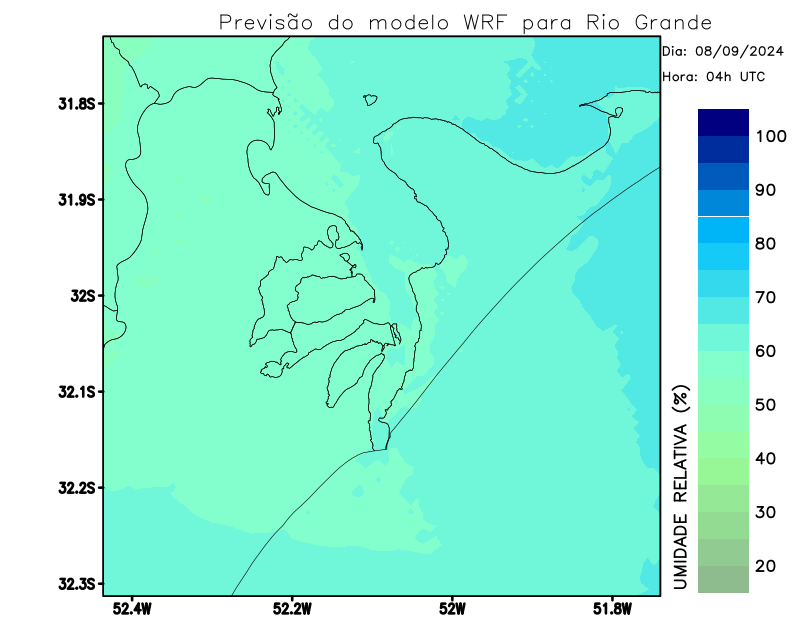 Previsão do modelo WRF para Rio Grande
Dia: 08/09/2024
Hora: 04h UTC
31.8S
31.9S
32S
32.1S
32.2S
32.3S
52.4W
52.2W
52W
51.8W
100
90
80
70
60
50
40
30
20
UMIDADE RELATIVA (%)